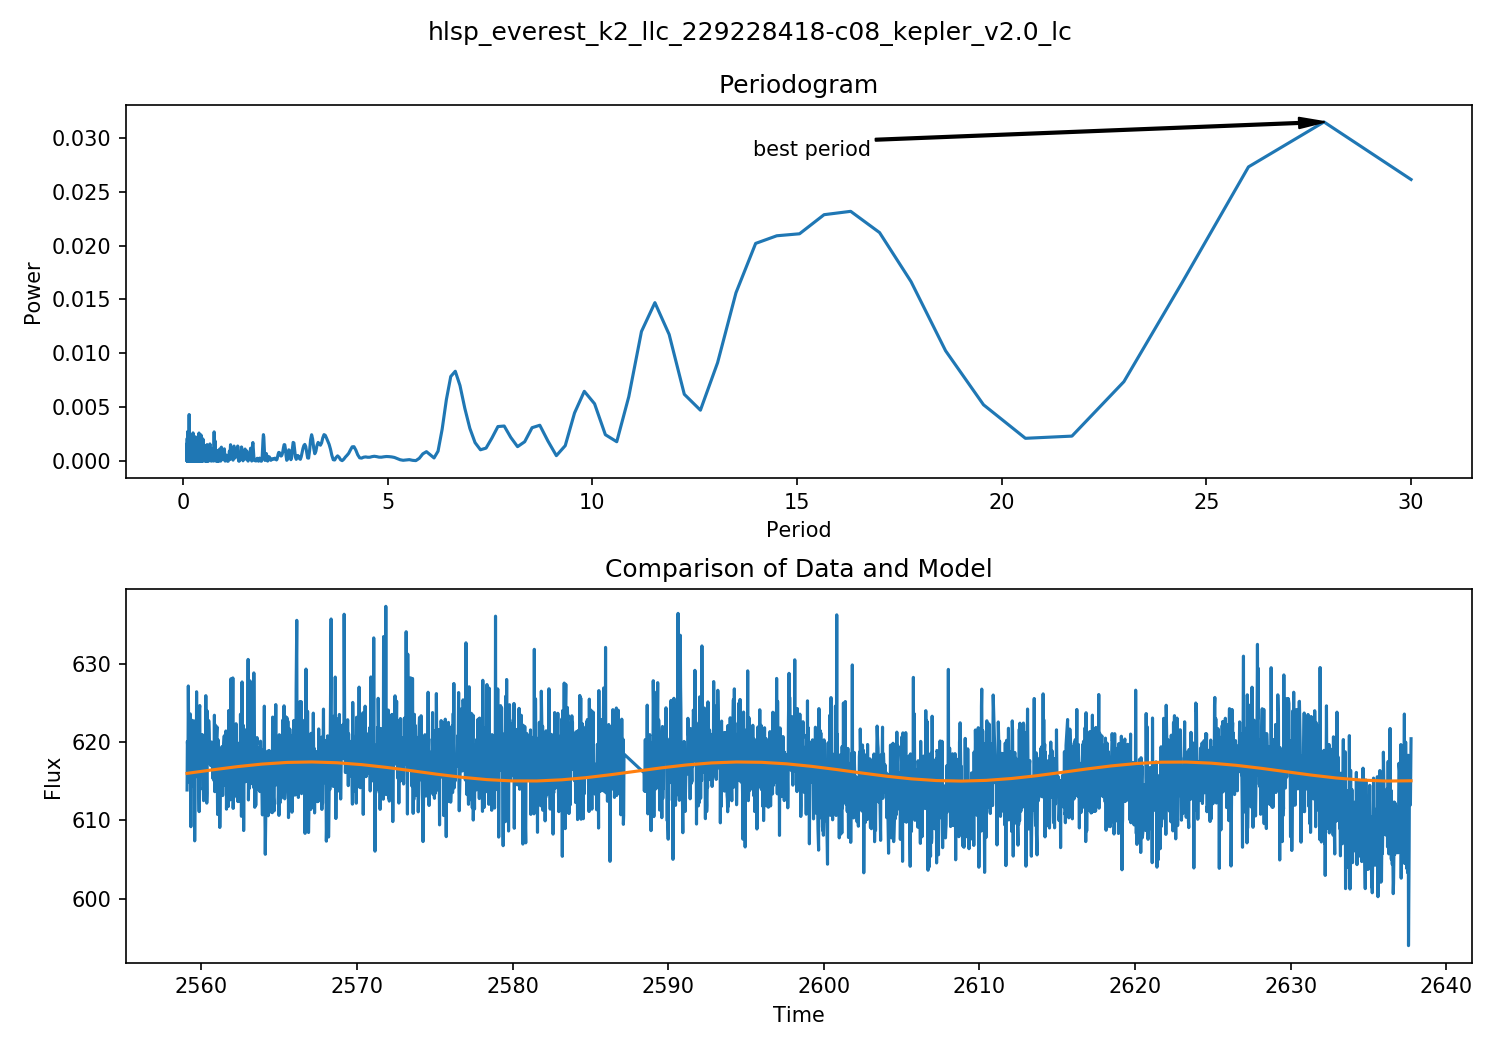 hlsp_everest_k2_llc_229228418-c08_kepler_v2.0_lc
Periodogram
0.030
0.025
0.020
0.015
0.010
0.005
0.000
Power
best period
0 5 10 15 20 25 30
Period
Comparison of Data and Model
630
620
610
600
Flux
2560 2570 2580 2590 2600 2610 2620 2630 2640
Time